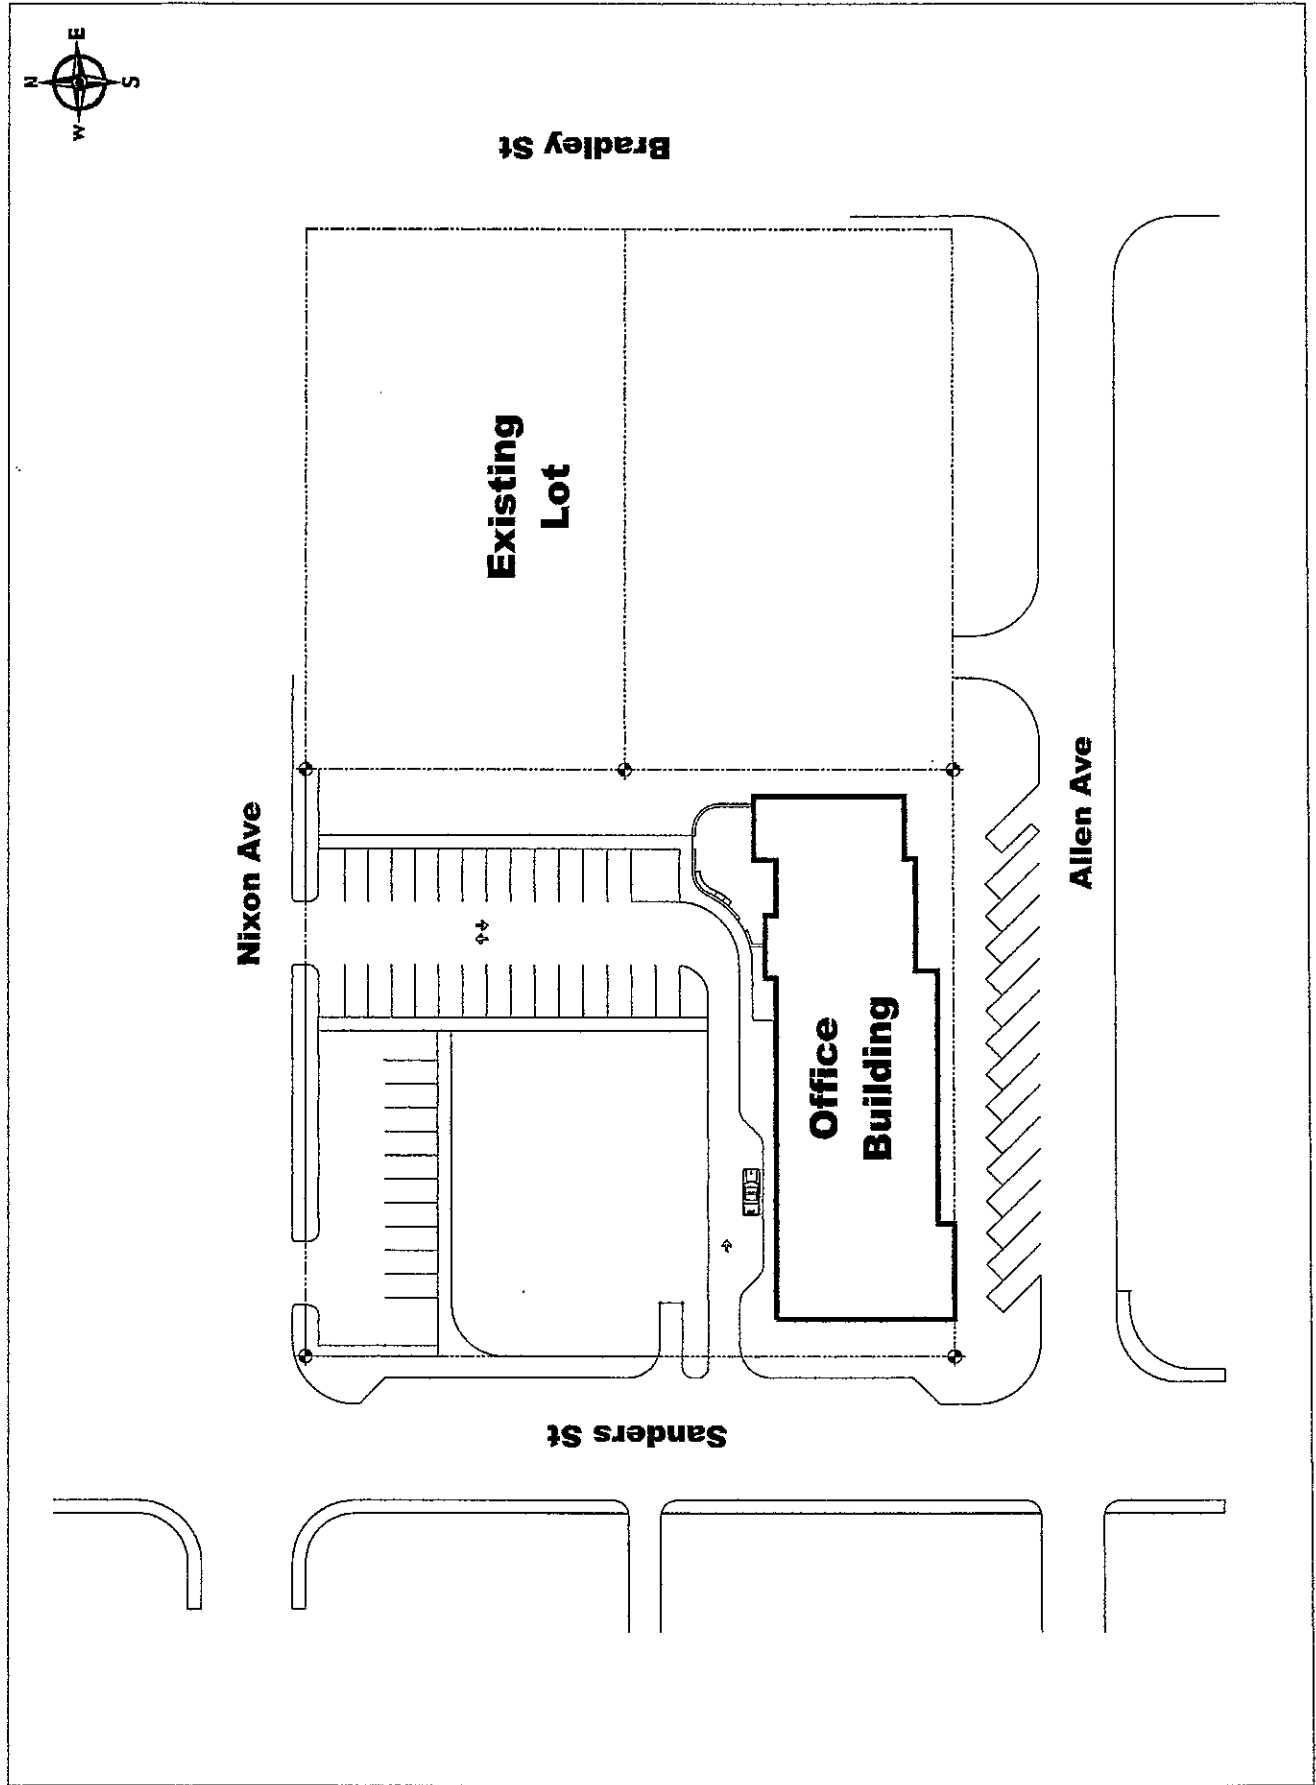 N
E
W
S
Bradley St
Existing
Lot
Nixon Ave
Allen Ave
Office
Building
Sanders St